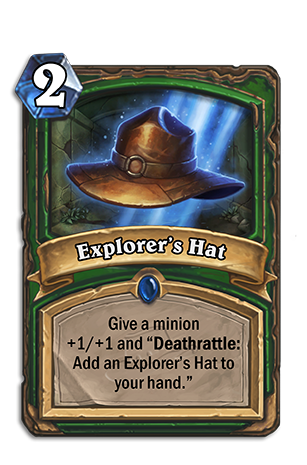 2
Explorer's Hat
Give a minion
+1/+1 and “Deathrattle:
Add an Explorer's Hat to
your hand.”